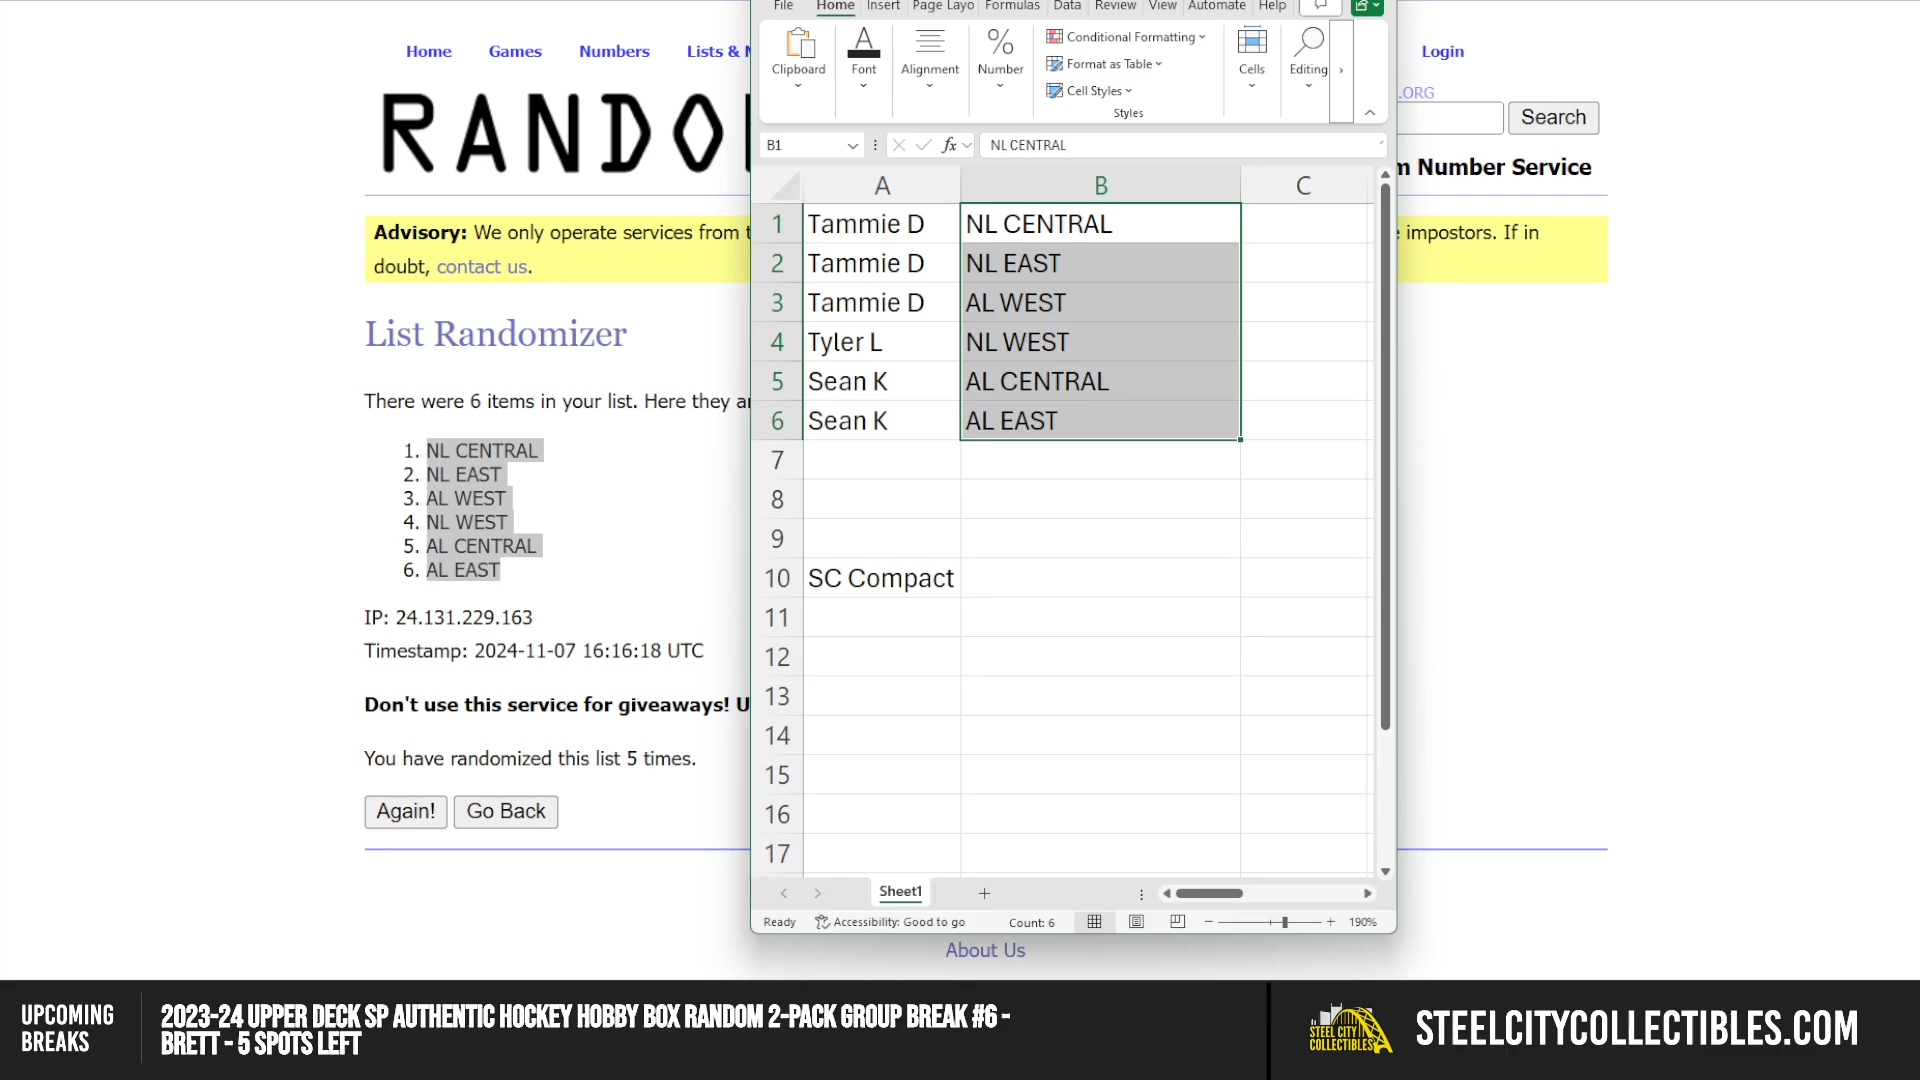 Home Games Numbers Lists &
Login
RANDO
.ORG
Search
Number Service
Advisory: We only operate services from
impostors. If in
doubt, contact us.
List Randomizer
There were 6 items in your list. Here they
1. NL CENTRAL
2. NL EAST
3. AL WEST
4. NL WEST
5. AL CENTRAL
6. AL EAST
IP: 24.131.229.163
Timestamp: 2024-11-07 16:16:18 UTC
Don't use this service for giveaways!
You have randomized this list 5 times.
Again! Go Back
File Home Insert Page Layo Formulas Data Review View Automate Help
Clipboard Font Alignment Number
Conditional Formatting
Format as Table
Cell Styles
Styles
Cells Editing
B1 fx NL CENTRAL
A B C
1 Tammie D NL CENTRAL
2 Tammie D NL EAST
3 Tammie D AL WEST
4 Tyler L NL WEST
5 Sean K AL CENTRAL
6 Sean K AL EAST
7
8
9
10 SC Compact
11
12
13
14
15
16
17
Sheet1
Ready Accessibility: Good to go Count: 6 190%
About Us
UPCOMING
BREAKS
2023-24 UPPER DECK SP AUTHENTIC HOCKEY HOBBY BOX RANDOM 2-PACK GROUP BREAK #6 -
BRETT - 5 SPOTS LEFT
STEEL CITY
COLLECTIBLES
STEELCITYCOLLECTIBLES.COM